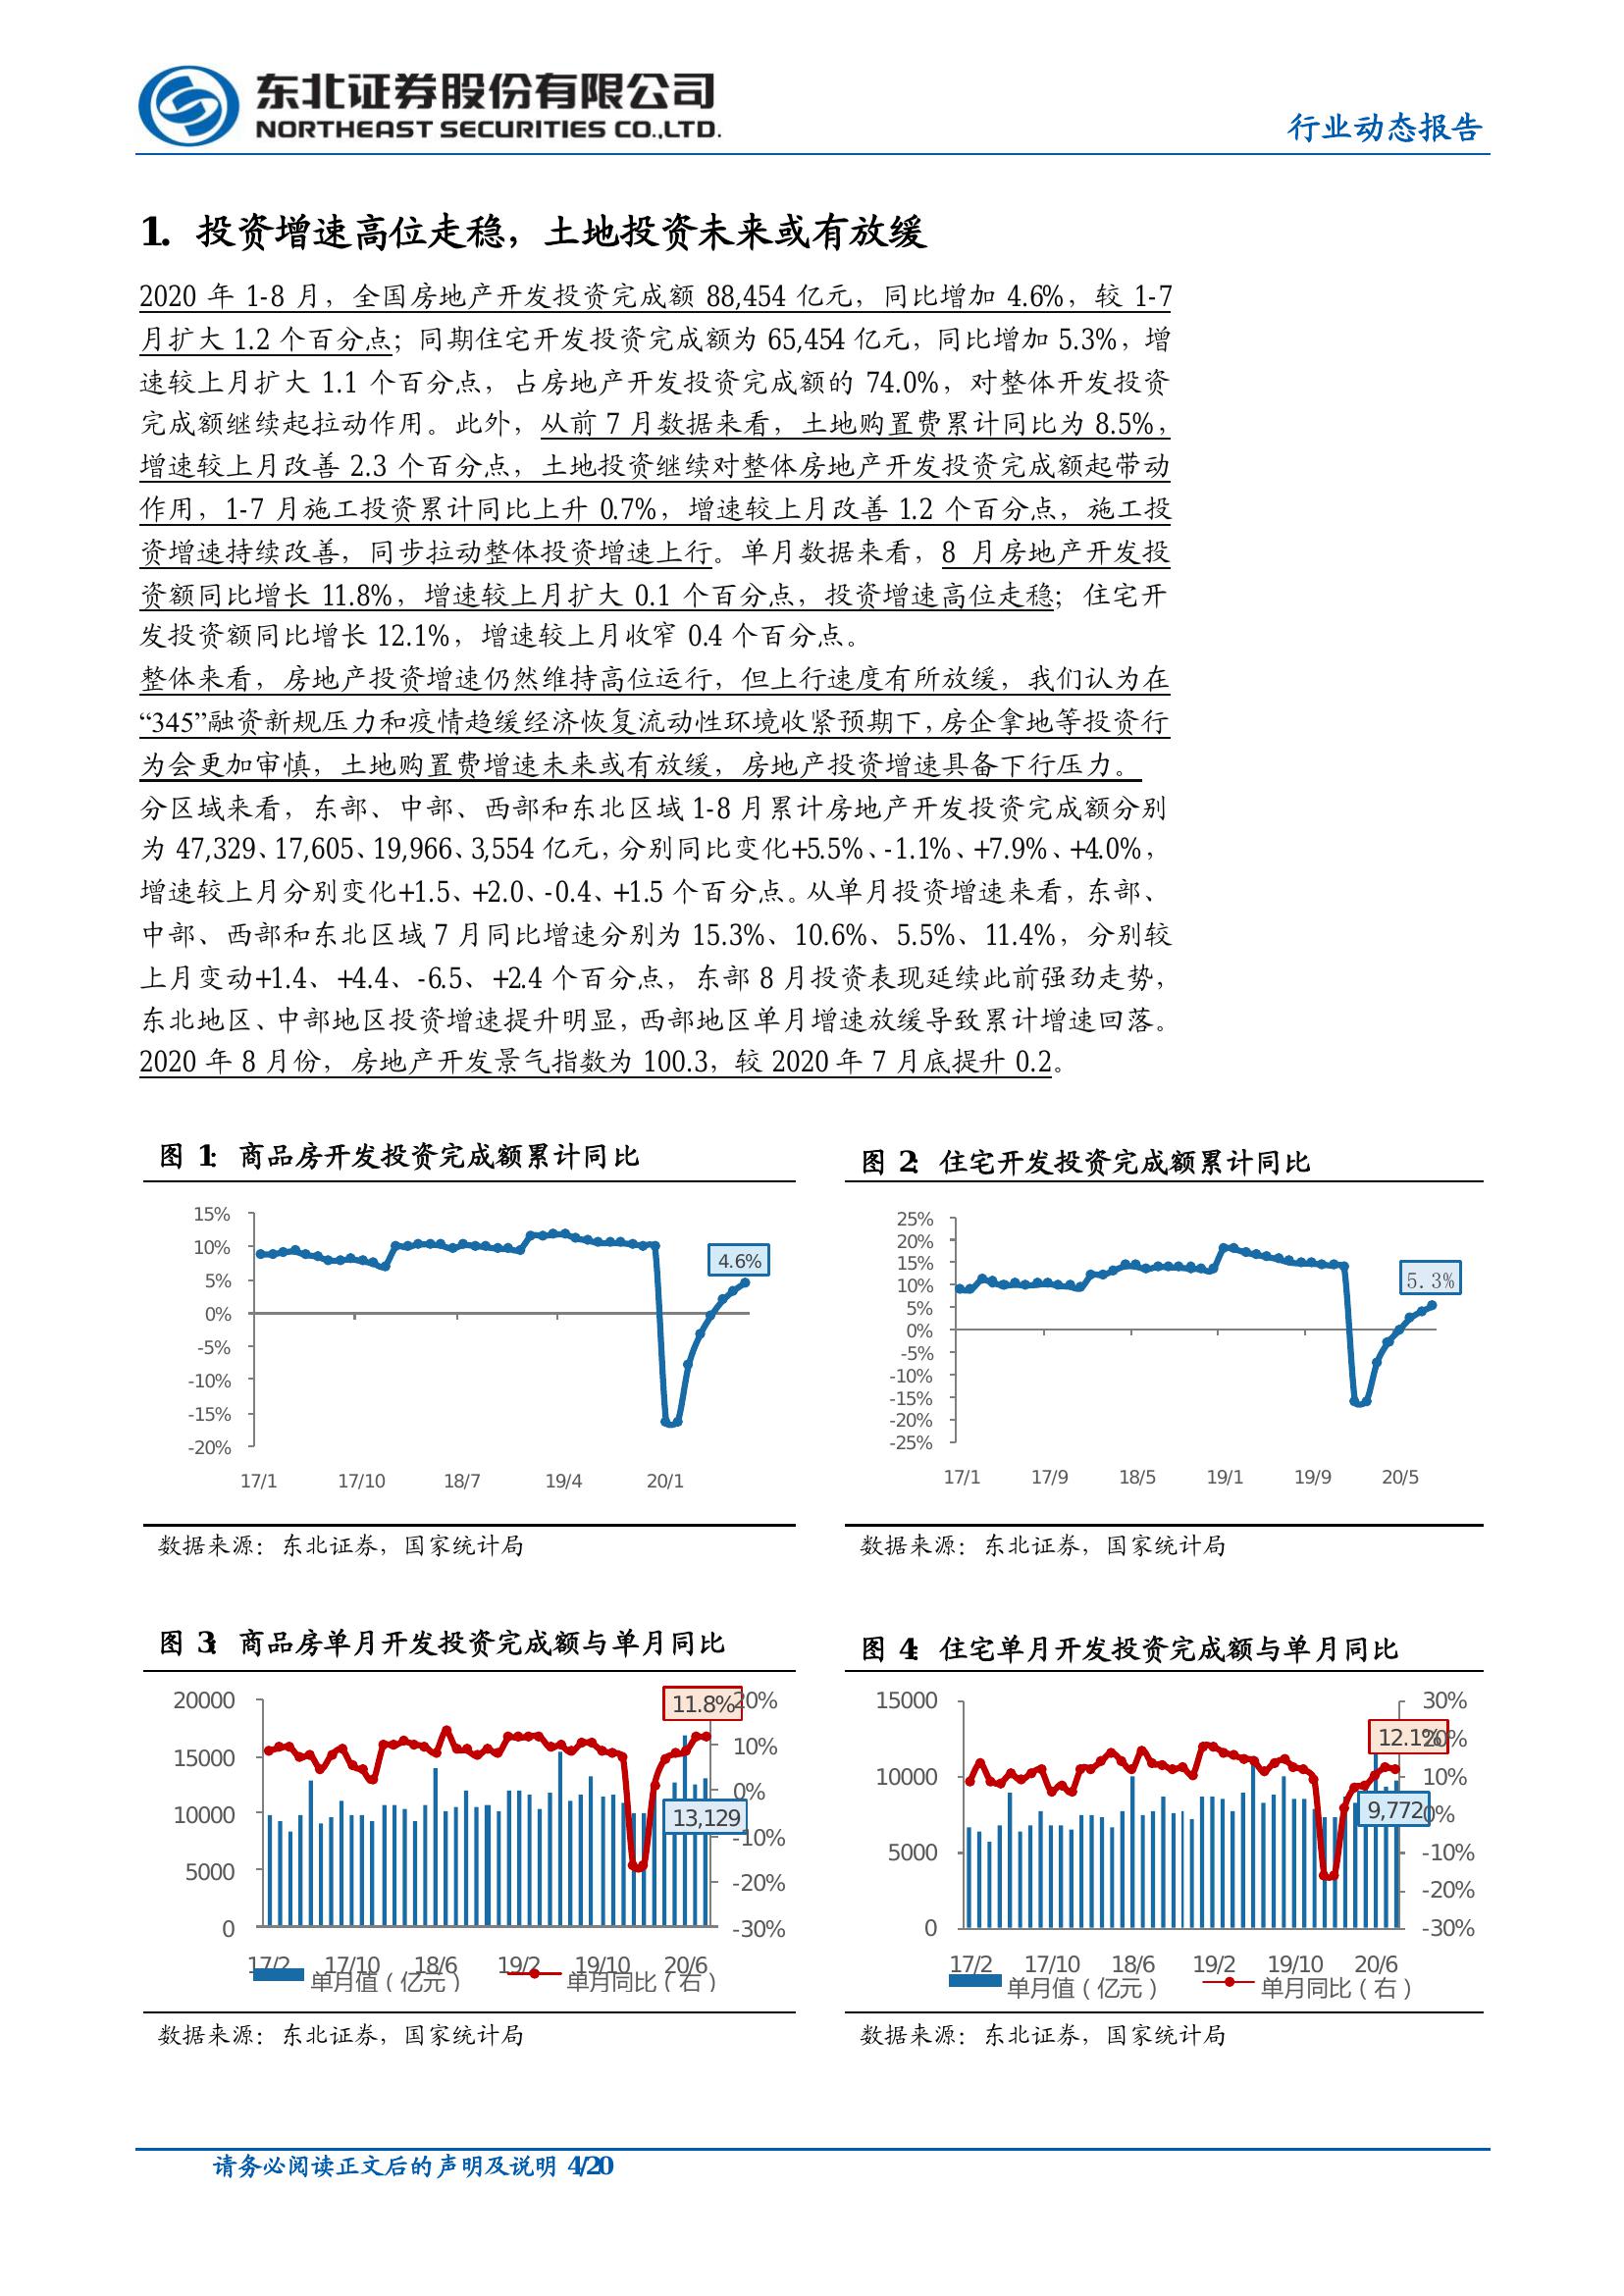 东北证券股份有限公司
NORTHEAST SECURITIES CO.,LTD.
行业动态报告
1. 投资增速高位走稳，土地投资未来或有放缓
2020 年 1-8 月，全国房地产开发投资完成额 88,454 亿元，同比增加 4.6%，较 1-7
月扩大 1.2 个百分点；同期住宅开发投资完成额为 65,454 亿元，同比增加 5.3%，增
速较上月扩大 1.1 个百分点，占房地产开发投资完成额的 74.0%，对整体开发投资
完成额继续起拉动作用。此外，从前 7 月数据来看，土地购置费累计同比为 8.5%，
增速较上月改善 2.3 个百分点，土地投资继续对整体房地产开发投资完成额起带动
作用，1-7 月施工投资累计同比上升 0.7%，增速较上月改善 1.2 个百分点，施工投
资增速持续改善，同步拉动整体投资增速上行。单月数据来看，8 月房地产开发投
资额同比增长 11.8%，增速较上月扩大 0.1 个百分点，投资增速高位走稳；住宅开
发投资额同比增长 12.1%，增速较上月收窄 0.4 个百分点。
整体来看，房地产投资增速仍然维持高位运行，但上行速度有所放缓，我们认为在
“345”融资新规压力和疫情趋缓经济恢复流动性环境收紧预期下，房企拿地等投资行
为会更加审慎，土地购置费增速未来或有放缓，房地产投资增速具备下行压力。
分区域来看，东部、中部、西部和东北区域 1-8 月累计房地产开发投资完成额分别
为 47,329、17,605、19,966、3,554 亿元，分别同比变化+5.5%、-1.1%、+7.9%、+4.0%，
增速较上月分别变化+1.5、+2.0、-0.4、+1.5 个百分点。从单月投资增速来看，东部、
中部、西部和东北区域 7 月同比增速分别为 15.3%、10.6%、5.5%、11.4%，分别较
上月变动+1.4、+4.4、-6.5、+2.4 个百分点，东部 8 月投资表现延续此前强劲走势，
东北地区、中部地区投资增速提升明显，西部地区单月增速放缓导致累计增速回落。
2020 年 8 月份，房地产开发景气指数为 100.3，较 2020 年 7 月底提升 0.2。
图 1：商品房开发投资完成额累计同比
15%
10%
5%
0%
-5%
-10%
-15%
-20%
4.6%
17/1 17/10 18/7 19/4 20/1
数据来源：东北证券，国家统计局
图 2：住宅开发投资完成额累计同比
25%
20%
15%
10%
5%
0%
-5%
-10%
-15%
-20%
-25%
5.3%
17/1 17/9 18/5 19/1 19/9 20/5
数据来源：东北证券，国家统计局
图 3：商品房单月开发投资完成额与单月同比
20000
15000
10000
5000
0
11.8%
13,129
20%
10%
0%
-10%
-20%
-30%
17/2 17/10 18/6 19/2 19/10 20/6
单月值（亿元） 单月同比（右）
数据来源：东北证券，国家统计局
图 4：住宅单月开发投资完成额与单月同比
15000
10000
5000
0
12.1%
9,772
30%
20%
10%
0%
-10%
-20%
-30%
17/2 17/10 18/6 19/2 19/10 20/6
单月值（亿元） 单月同比（右）
数据来源：东北证券，国家统计局
请务必阅读正文后的声明及说明 4/20